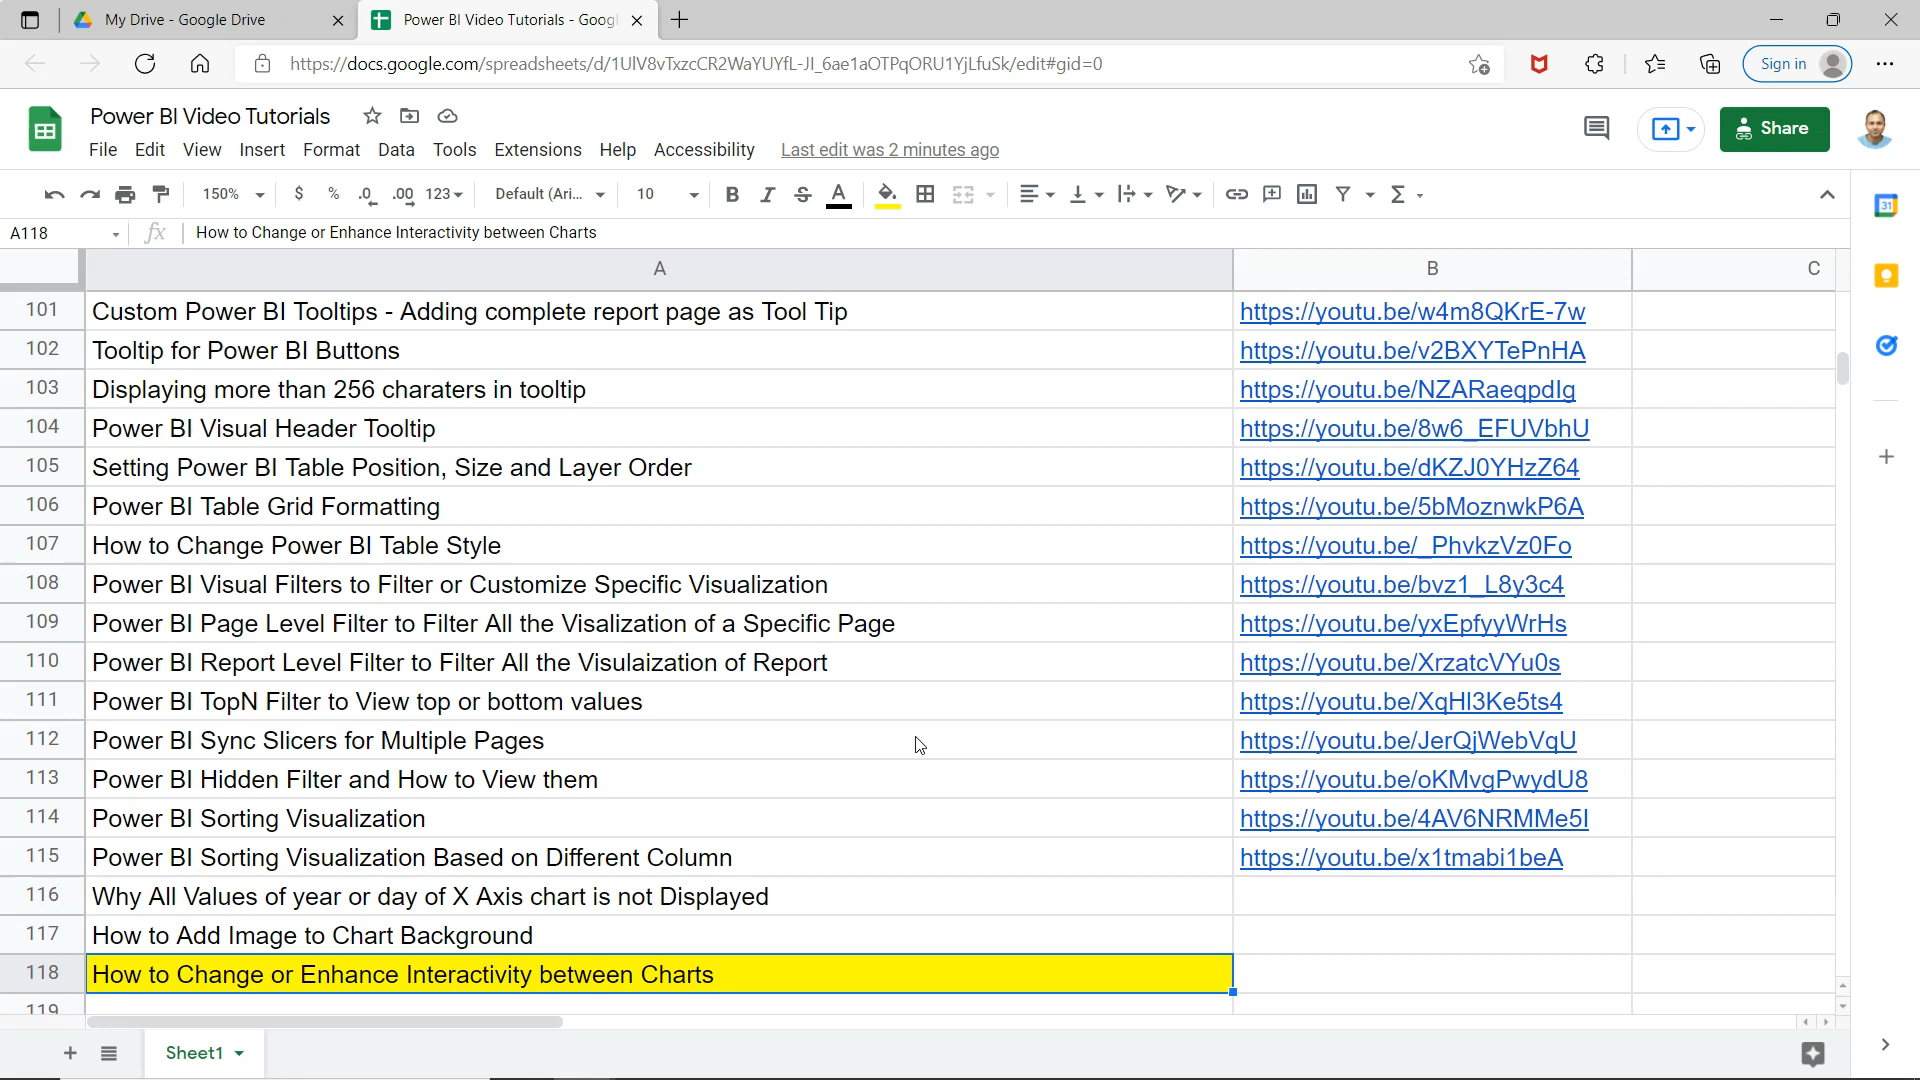 My Drive - Google Drive
Power BI Video Tutorials - Googl
https://docs.google.com/spreadsheets/d/1UlV8vTxzcCR2WaYUYfL-JI_6ae1aOTPqORU1YjLfuSk/edit#gid=0
Sign in
Power BI Video Tutorials
Share
File Edit View Insert Format Data Tools Extensions Help Accessibility Last edit was 2 minutes ago
150% $ % .0 .00 123 Default (Ari... 10 B I S A Σ
A118 fx How to Change or Enhance Interactivity between Charts
A B C
101 Custom Power BI Tooltips - Adding complete report page as Tool Tip https://youtu.be/w4m8QKrE-7w
102 Tooltip for Power BI Buttons https://youtu.be/v2BXYTePnHA
103 Displaying more than 256 charaters in tooltip https://youtu.be/NZARaeqpdIg
104 Power BI Visual Header Tooltip https://youtu.be/8w6_EFUVbhU
105 Setting Power BI Table Position, Size and Layer Order https://youtu.be/dKZJ0YHzZ64
106 Power BI Table Grid Formatting https://youtu.be/5bMoznwkP6A
107 How to Change Power BI Table Style https://youtu.be/_PhvkzVz0Fo
108 Power BI Visual Filters to Filter or Customize Specific Visualization https://youtu.be/bvz1_L8y3c4
109 Power BI Page Level Filter to Filter All the Visalization of a Specific Page https://youtu.be/yxEpfyyWrHs
110 Power BI Report Level Filter to Filter All the Visulaization of Report https://youtu.be/XrzatcVYu0s
111 Power BI TopN Filter to View top or bottom values https://youtu.be/XqHI3Ke5ts4
112 Power BI Sync Slicers for Multiple Pages https://youtu.be/JerQjWebVqU
113 Power BI Hidden Filter and How to View them https://youtu.be/oKMvgPwydU8
114 Power BI Sorting Visualization https://youtu.be/4AV6NRMMe5I
115 Power BI Sorting Visualization Based on Different Column https://youtu.be/x1tmabi1beA
116 Why All Values of year or day of X Axis chart is not Displayed
117 How to Add Image to Chart Background
118 How to Change or Enhance Interactivity between Charts
119
Sheet1
31